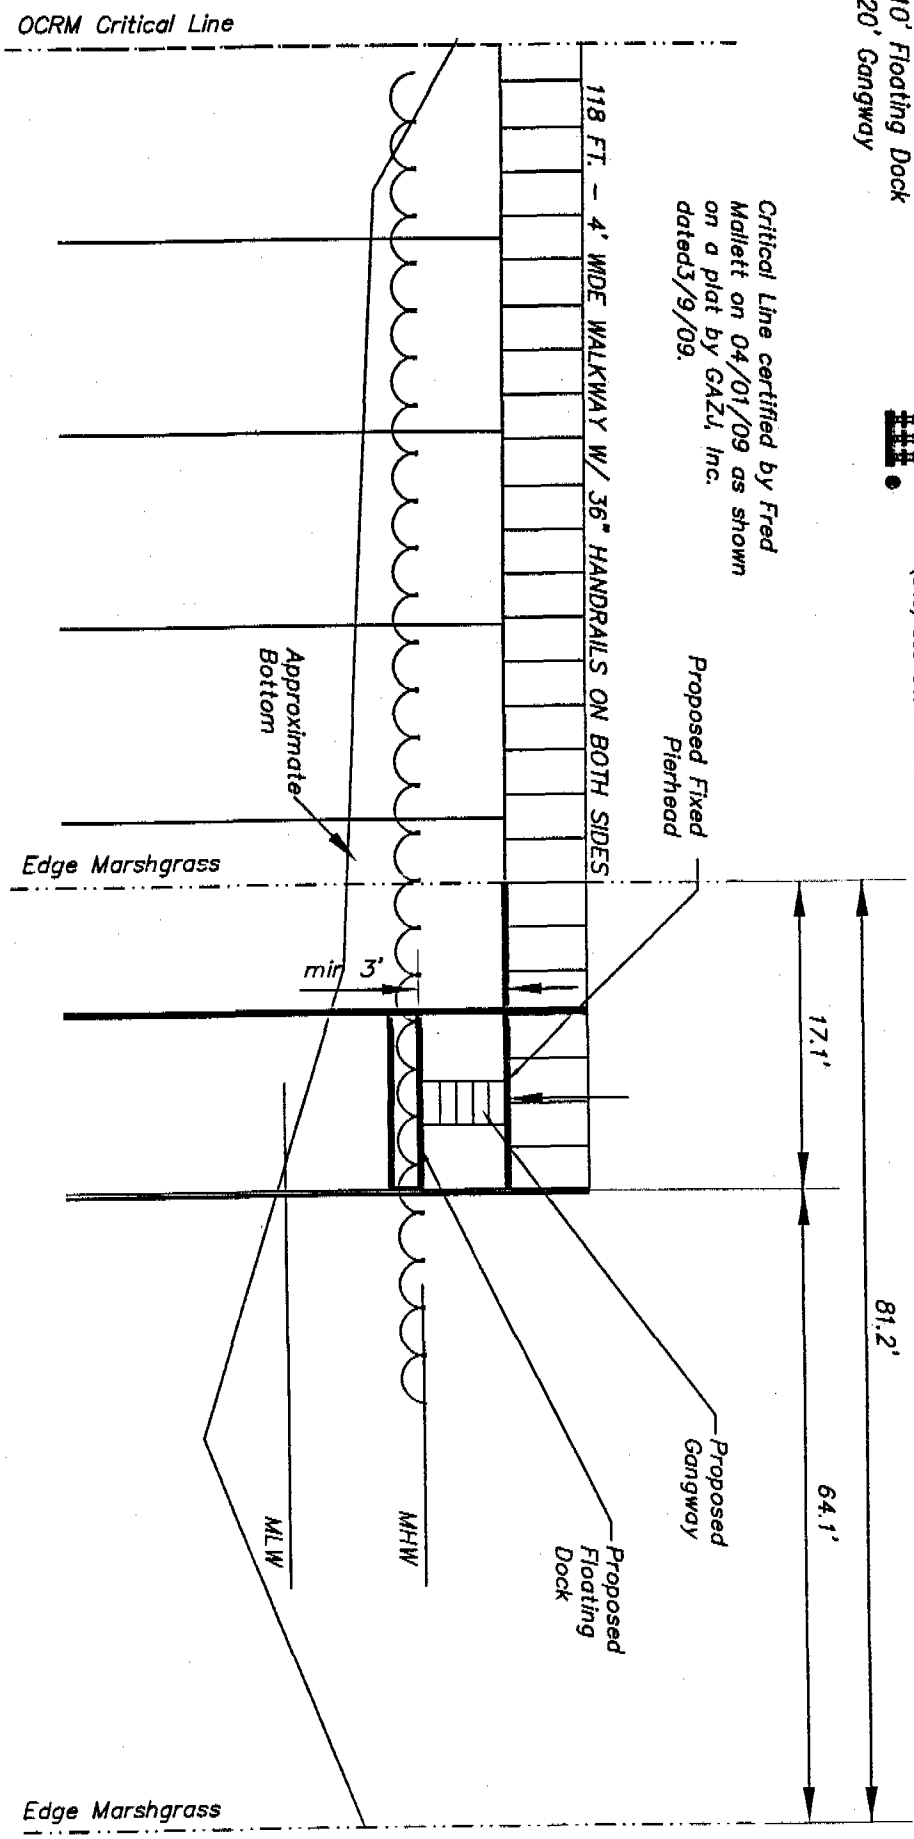 10' Floating Dock
20' Gangway
OCRM Critical Line
Critical Line certified by Fred
Mallett on 04/01/09 as shown
on a plat by GAZJ, Inc.
dated3/9/09.
118 FT. - 4' WIDE WALKWAY W/ 36" HANDRAILS ON BOTH SIDES
Proposed Fixed
Pierhead
Approximate
Bottom
Edge Marshgrass
min 3'
17.1'
81.2'
64.1'
Proposed
Gangway
Proposed
Floating
Dock
MHW
MLW
Edge Marshgrass